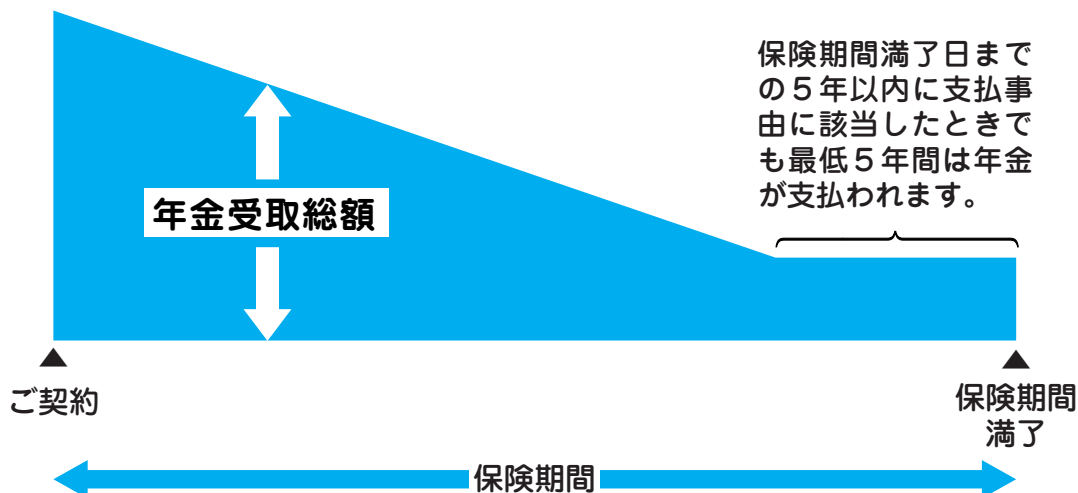 保険期間満了日まで
の５年以内に支払事
由に該当したときで
も最低５年間は年金
が支払われます。
年金受取総額
ご契約
保険期間
満了
保険期間